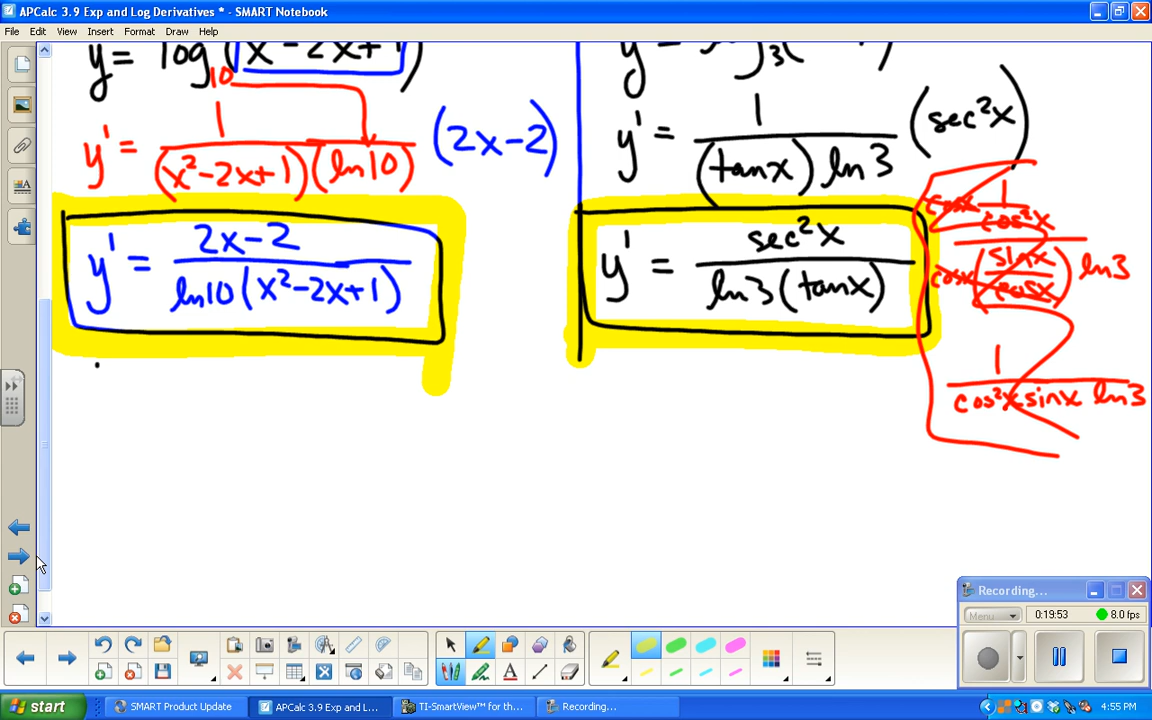 APCalc 3.9 Exp and Log Derivatives * - SMART Notebook
File Edit View Insert Format Draw Help
y = log₁₀(x²-2x+1)
y' = 1/((x²-2x+1)(ln10)) (2x-2)
y' = (2x-2)/(ln10(x²-2x+1))
y =
y' = 1/((tanx) ln3) (sec²x)
y' = sec²x/(ln3(tanx))
cosx 1/cos²x
cosx (sinx/cosx) ln3
1/(cos²x sinx ln3)
Recording...
Menu
0:19:53
8.0 fps
start
SMART Product Update
APCalc 3.9 Exp and L...
TI-SmartView™ for th...
Recording...
4:55 PM